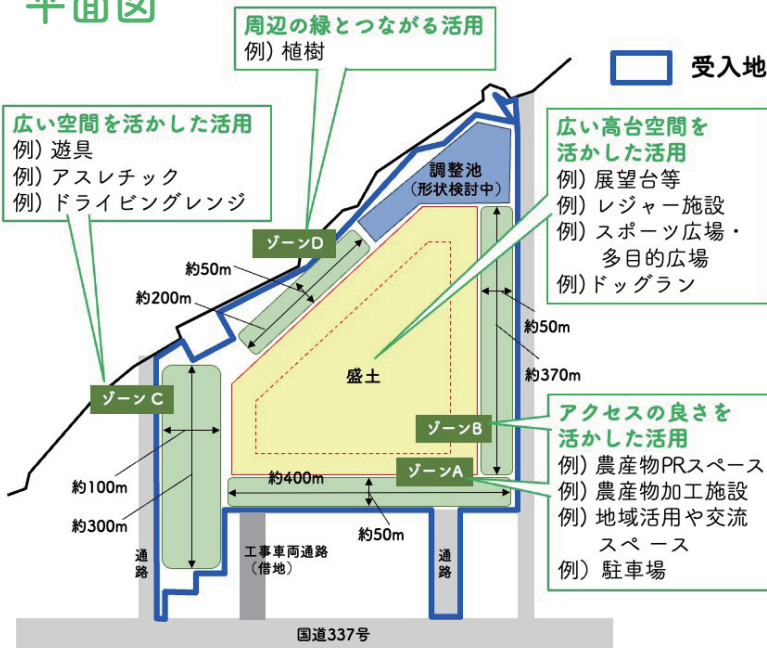 平面図
周辺の緑とつながる活用
例）植樹
受入地
広い空間を活かした活用
例）遊具
例）アスレチック
例）ドライビングレンジ
広い高台空間を
活かした活用
例）展望台等
例）レジャー施設
例）スポーツ広場・
多目的広場
例）ドッグラン
調整池
（形状検討中）
ゾーンD
約50m
約200m
約50m
約370m
盛土
ゾーンC
ゾーンB
ゾーンA
アクセスの良さを
活かした活用
例）農産物PRスペース
例）農産物加工施設
例）地域活用や交流
スペース
例）駐車場
約100m
約300m
約400m
約50m
通路
工事車両通路
（借地）
通路
国道337号